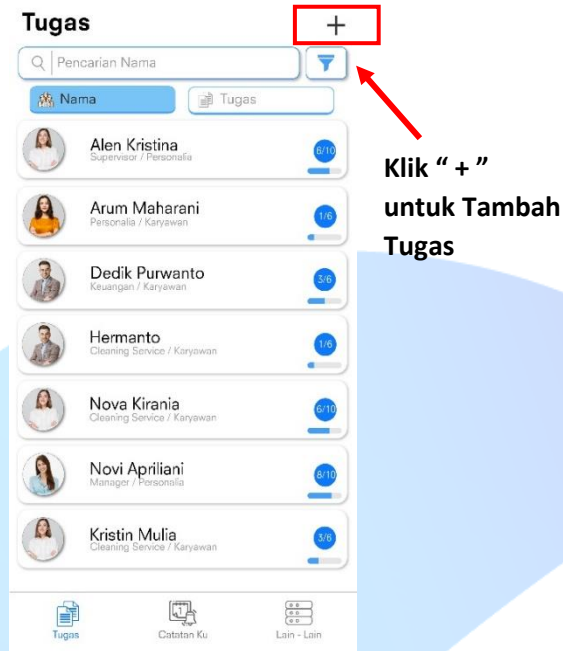 Tugas
+
Pencarian Nama
Nama
Tugas
Alen Kristina
Supervisor / Personalia
6/10
Arum Maharani
Personalia / Karyawan
1/6
Dedik Purwanto
Keuangan / Karyawan
3/6
Hermanto
Cleaning Service / Karyawan
1/6
Nova Kirania
Cleaning Service / Karyawan
6/10
Novi Apriliani
Manager / Personalia
8/10
Kristin Mulia
Cleaning Service / Karyawan
3/6
Tugas
1
Catatan Ku
Lain - Lain
Klik “ + ”
untuk Tambah
Tugas